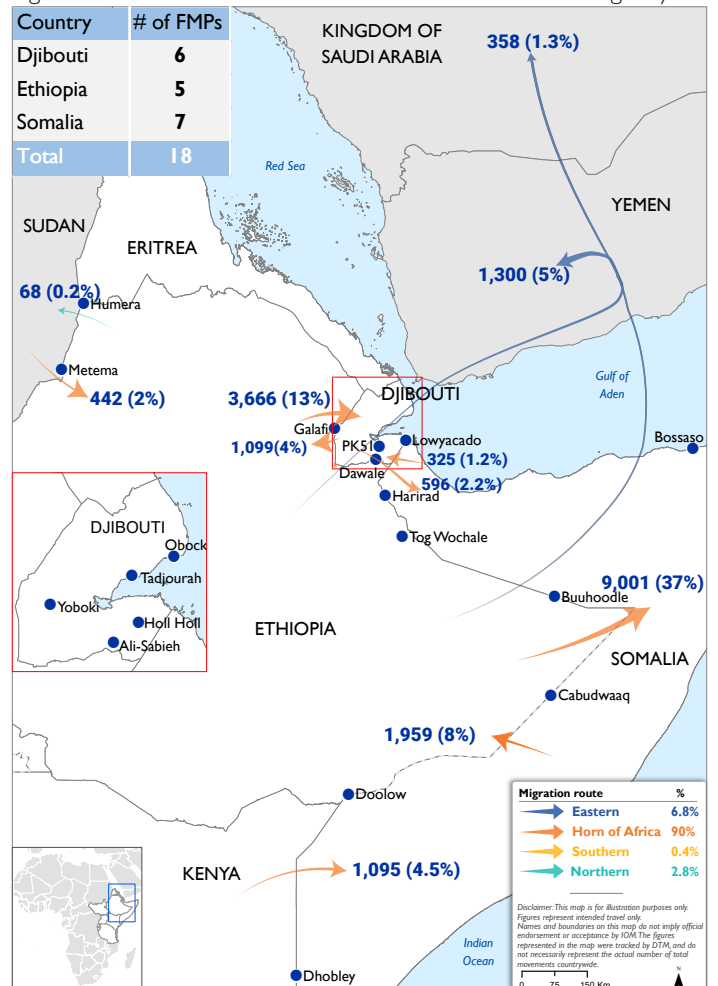 Country # of FMPs
Djibouti 6
Ethiopia 5
Somalia 7
Total 18
KINGDOM OF
SAUDI ARABIA
358 (1.3%)
Red Sea
YEMEN
SUDAN
ERITREA
1,300 (5%)
68 (0.2%)
Humera
Metema
442 (2%)
Gulf of
Aden
3,666 (13%)
DJIBOUTI
Galafi
1,099(4%)
PK51
Lowyacado
Bossaso
325 (1.2%)
Dawale
596 (2.2%)
Harirad
Tog Wochale
DJIBOUTI
Obock
Tadjourah
Yoboki
Holl Holl
Ali-Sabieh
9,001 (37%)
Buuhoodle
ETHIOPIA
SOMALIA
Cabudwaaq
1,959 (8%)
Doolow
KENYA
1,095 (4.5%)
Indian
Ocean
Dhobley
Migration route %
Eastern 6.8%
Horn of Africa 90%
Southern 0.4%
Northern 2.8%
Disclaimer: This map is for illustration purposes only.
Figures represent intended travel only.
Names and boundaries on this map do not imply official
endorsement or acceptance by IOM. The figures
represented in the map were tracked by DTM, and do
not necessarily represent the actual number of total
movements countrywide.
N
0 75 150 Km